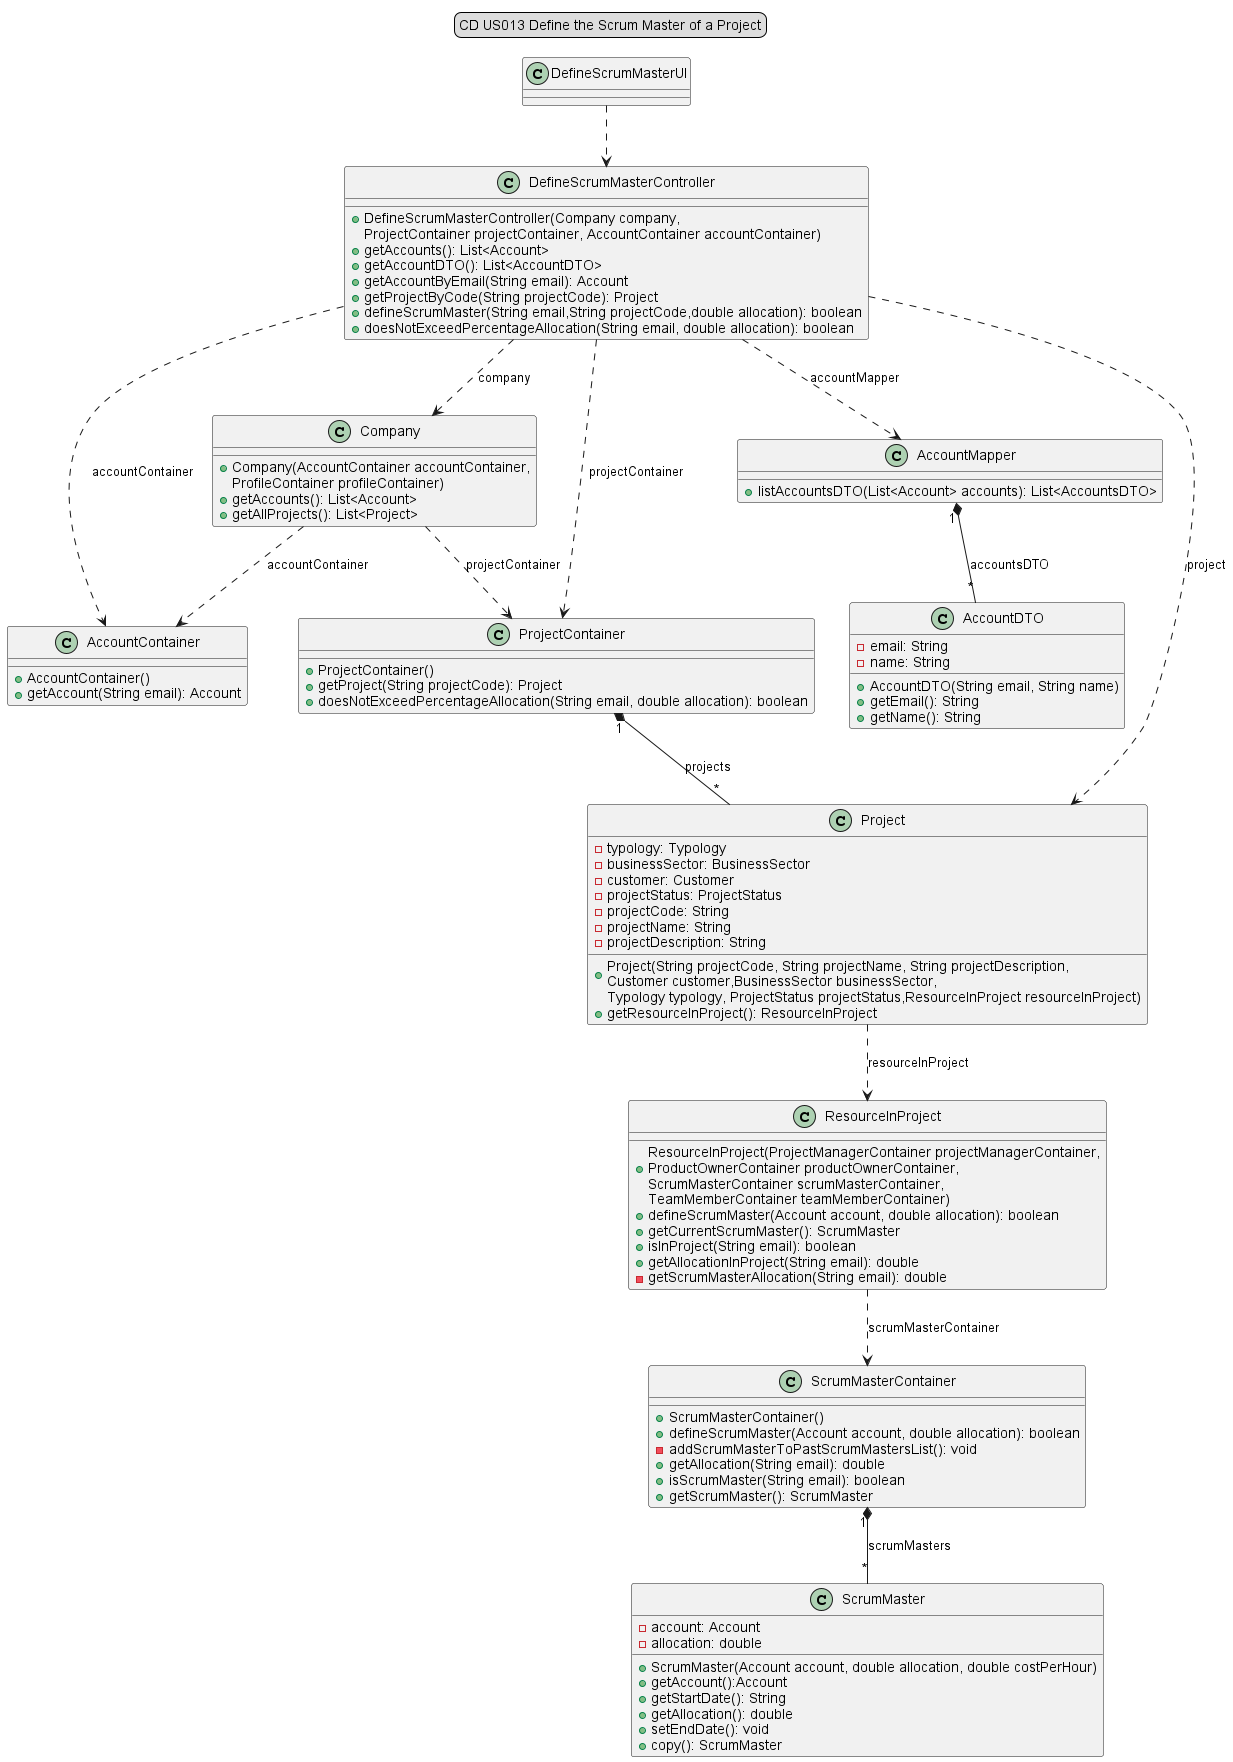 CD US013 Define the Scrum Master of a Project
C DefineScrumMasterUI
C DefineScrumMasterController
DefineScrumMasterController(Company company,
ProjectContainer projectContainer, AccountContainer accountContainer)
getAccounts(): List<Account>
getAccountDTO(): List<AccountDTO>
getAccountByEmail(String email): Account
getProjectByCode(String projectCode): Project
defineScrumMaster(String email,String projectCode,double allocation): boolean
doesNotExceedPercentageAllocation(String email, double allocation): boolean
company
accountMapper
C Company
Company(AccountContainer accountContainer,
ProfileContainer profileContainer)
getAccounts(): List<Account>
getAllProjects(): List<Project>
accountContainer
projectContainer
C AccountMapper
listAccountsDTO(List<Account> accounts): List<AccountsDTO>
1
accountContainer
projectContainer
accountsDTO
*
project
C AccountContainer
AccountContainer()
getAccount(String email): Account
C ProjectContainer
ProjectContainer()
getProject(String projectCode): Project
doesNotExceedPercentageAllocation(String email, double allocation): boolean
C AccountDTO
email: String
name: String
AccountDTO(String email, String name)
getEmail(): String
getName(): String
1
projects
*
C Project
typology: Typology
businessSector: BusinessSector
customer: Customer
projectStatus: ProjectStatus
projectCode: String
projectName: String
projectDescription: String
Project(String projectCode, String projectName, String projectDescription,
Customer customer,BusinessSector businessSector,
Typology typology, ProjectStatus projectStatus,ResourceInProject resourceInProject)
getResourceInProject(): ResourceInProject
resourceInProject
C ResourceInProject
ResourceInProject(ProjectManagerContainer projectManagerContainer,
ProductOwnerContainer productOwnerContainer,
ScrumMasterContainer scrumMasterContainer,
TeamMemberContainer teamMemberContainer)
defineScrumMaster(Account account, double allocation): boolean
getCurrentScrumMaster(): ScrumMaster
isInProject(String email): boolean
getAllocationInProject(String email): double
getScrumMasterAllocation(String email): double
scrumMasterContainer
C ScrumMasterContainer
ScrumMasterContainer()
defineScrumMaster(Account account, double allocation): boolean
addScrumMasterToPastScrumMastersList(): void
getAllocation(String email): double
isScrumMaster(String email): boolean
getScrumMaster(): ScrumMaster
1
scrumMasters
*
C ScrumMaster
account: Account
allocation: double
ScrumMaster(Account account, double allocation, double costPerHour)
getAccount():Account
getStartDate(): String
getAllocation(): double
setEndDate(): void
copy(): ScrumMaster